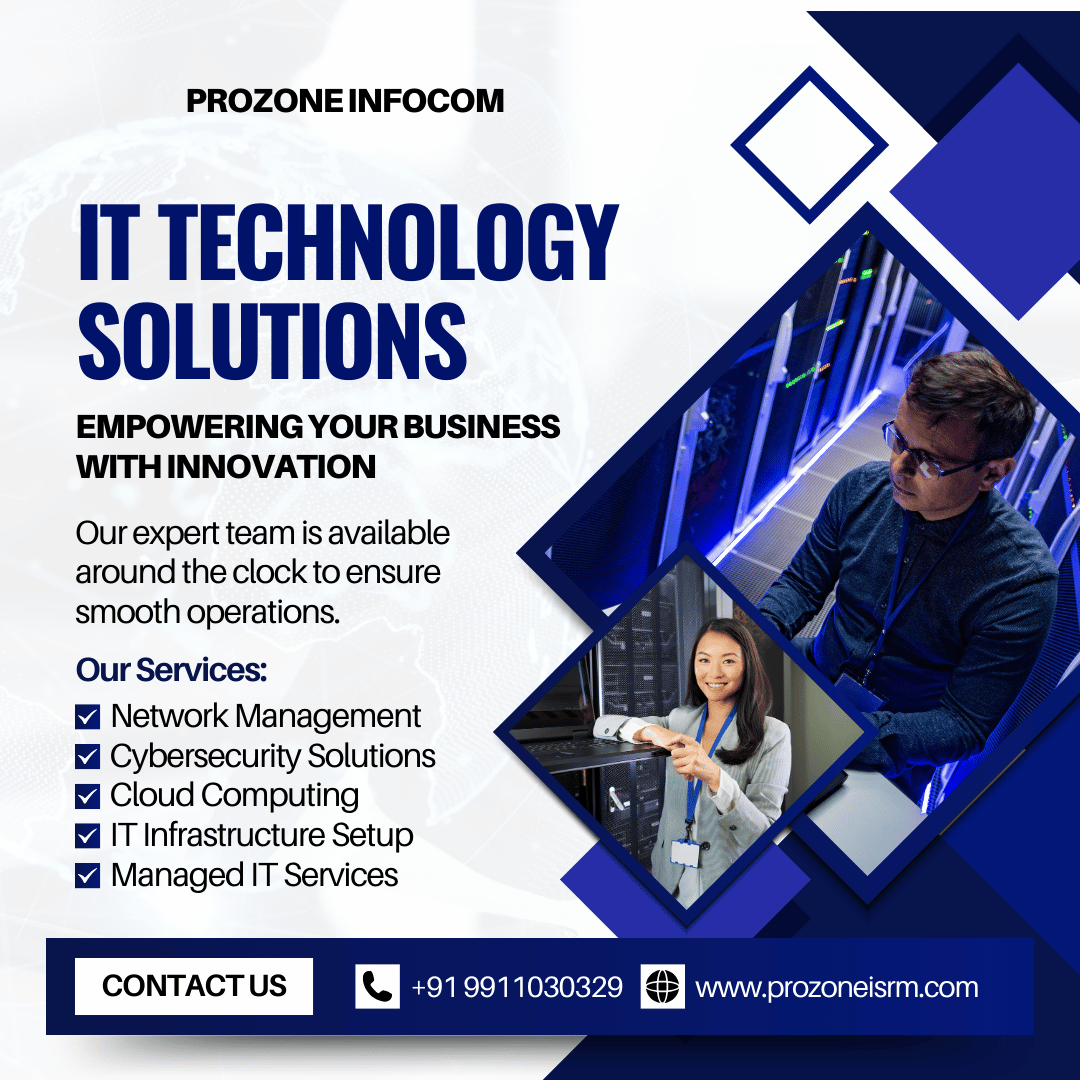 PROZONE INFOCOM
IT TECHNOLOGY
SOLUTIONS
EMPOWERING YOUR BUSINESS
WITH INNOVATION
Our expert team is available
around the clock to ensure
smooth operations.
Our Services:
Network Management
Cybersecurity Solutions
Cloud Computing
IT Infrastructure Setup
Managed IT Services
CONTACT US
+91 9911030329
www.prozoneisrm.com